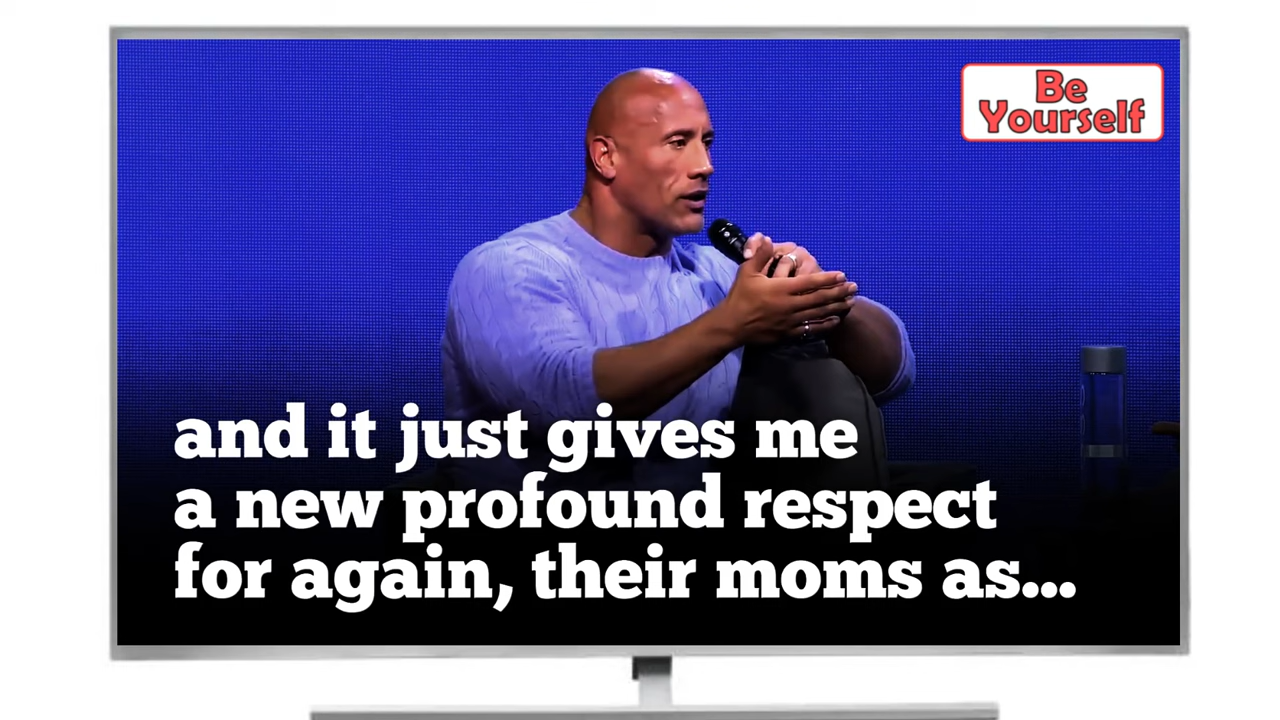 Be
Yourself
and it just gives me
a new profound respect
for again, their moms as...